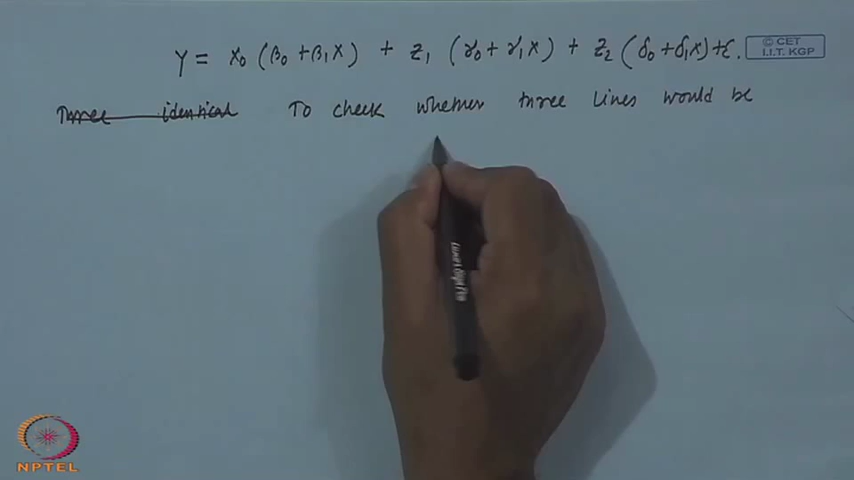 Y = X0 (β0 + β1X) + Z1 (γ0 + γ1X) + Z2 (δ0 + δ1X) + ε.
© CET
I.I.T. KGP
Three identical To check whether three lines would be
NPTEL